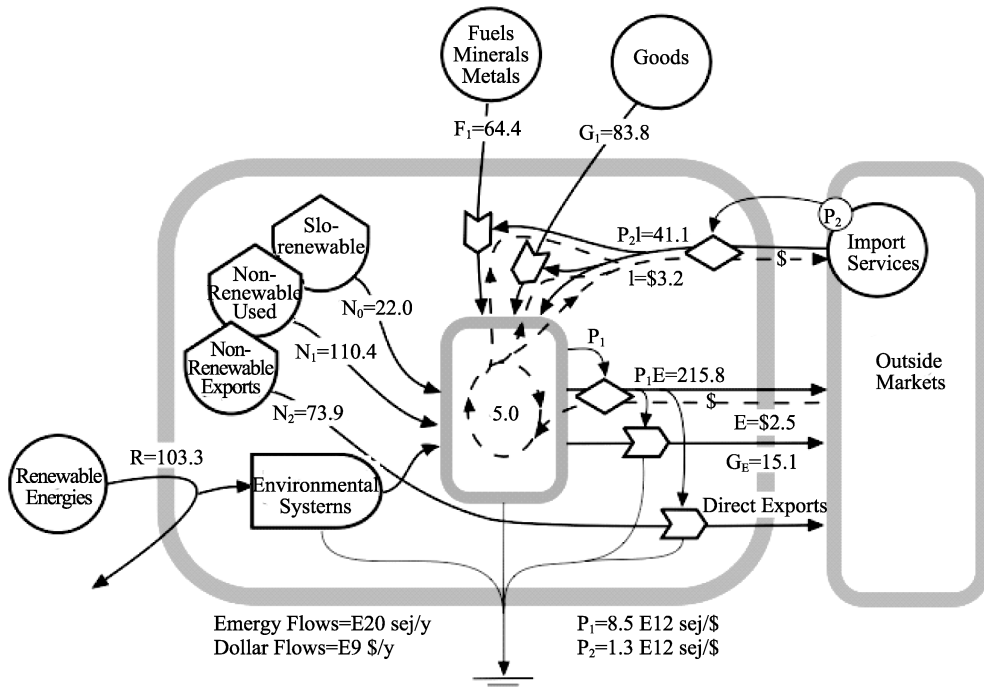 Fuels
Minerals
Metals
Goods
F₁=64.4
G₁=83.8
Slo-
renewable
Non-
Renewable
Used
Non-
Renewable
Exports
N₀=22.0
N₁=110.4
N₂=73.9
P₂I=41.1
I=$3.2
$
P₂
Import
Services
P₁
5.0
P₁E=215.8
$
E=$2.5
Gᴇ=15.1
Direct Exports
Outside
Markets
Renewable
Energies
R=103.3
Environmental
Systerns
Emergy Flows=E20 sej/y
Dollar Flows=E9 $/y
P₁=8.5 E12 sej/$
P₂=1.3 E12 sej/$